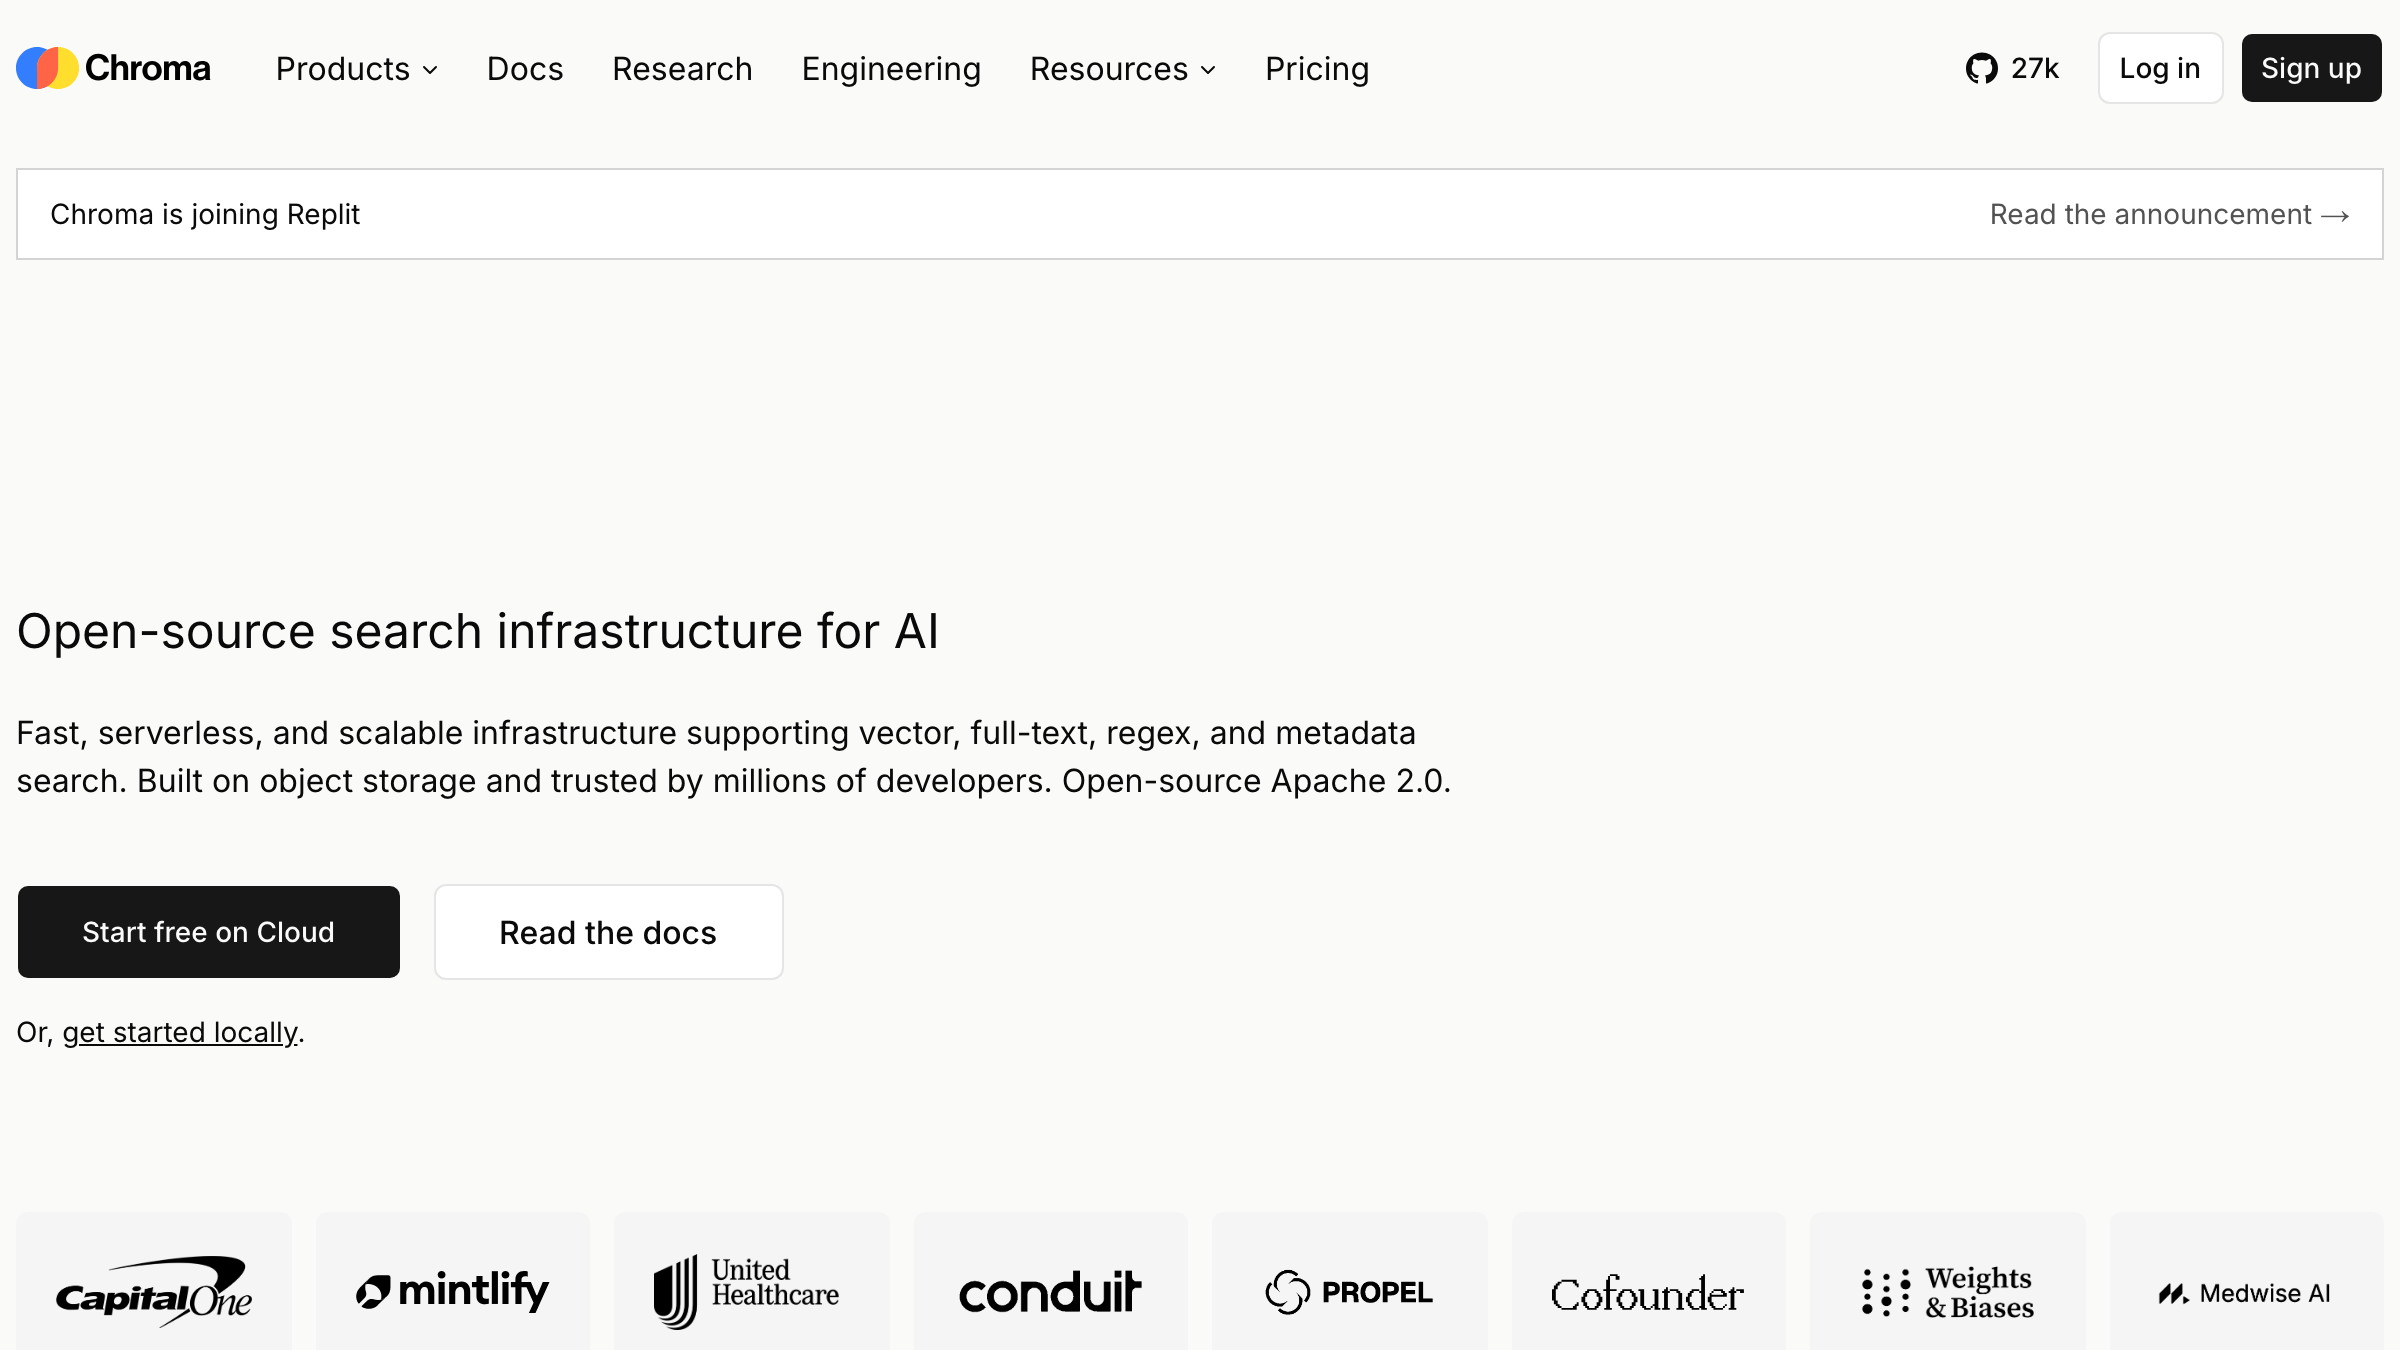 Chroma
Products
Docs
Research
Engineering
Resources
Pricing
27k
Log in
Sign up
Chroma is joining Replit
Read the announcement →
Open-source search infrastructure for AI
Fast, serverless, and scalable infrastructure supporting vector, full-text, regex, and metadata
search. Built on object storage and trusted by millions of developers. Open-source Apache 2.0.
Start free on Cloud
Read the docs
Or, get started locally.
CapitalOne
mintlify
United
Healthcare
conduit
PROPEL
Cofounder
Weights
& Biases
Medwise AI